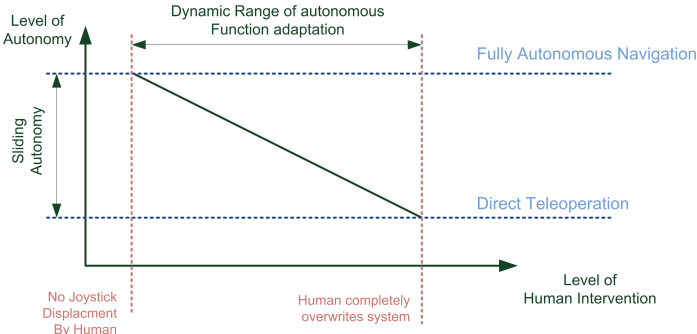 Level of
Autonomy
Dynamic Range of autonomous
Function adaptation
Fully Autonomous Navigation
Sliding
Autonomy
Direct Teleoperation
Level of
Human Intervention
No Joystick
Displacment
By Human
Human completely
overwrites system